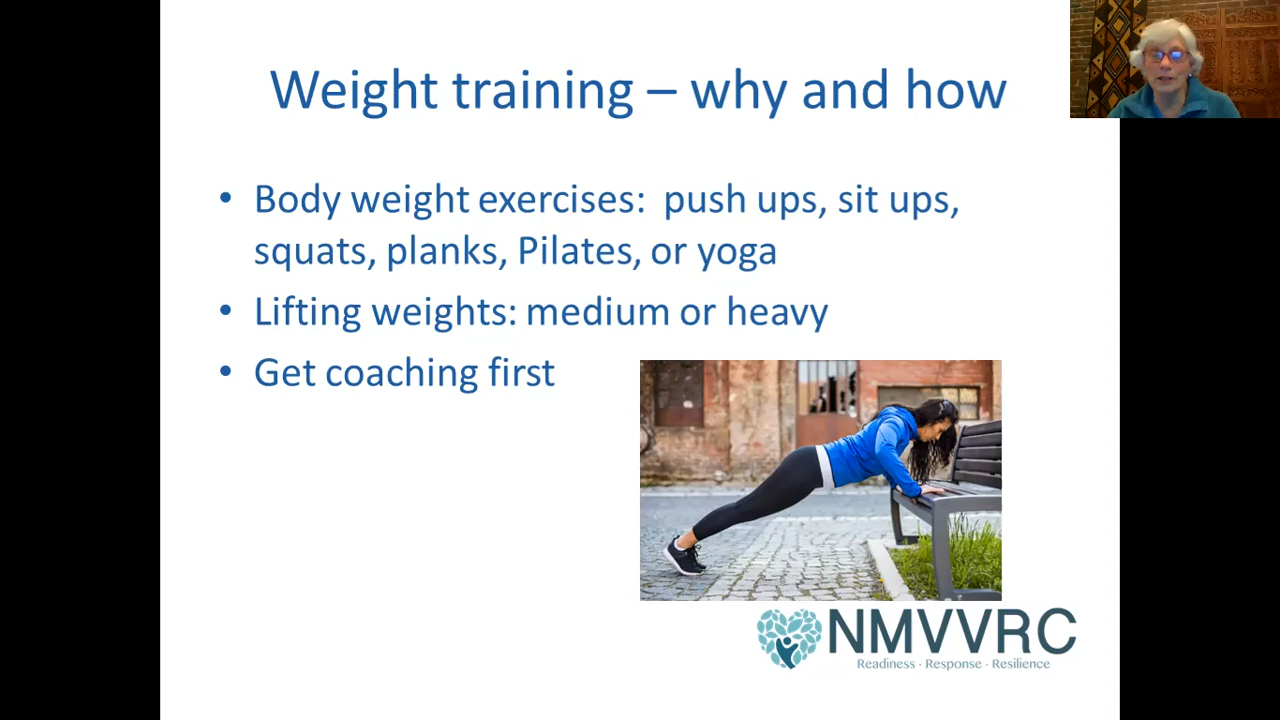 Weight training – why and how
• Body weight exercises:  push ups, sit ups,
squats, planks, Pilates, or yoga
• Lifting weights: medium or heavy
• Get coaching first
NMVVRC
Readiness · Response · Resilience